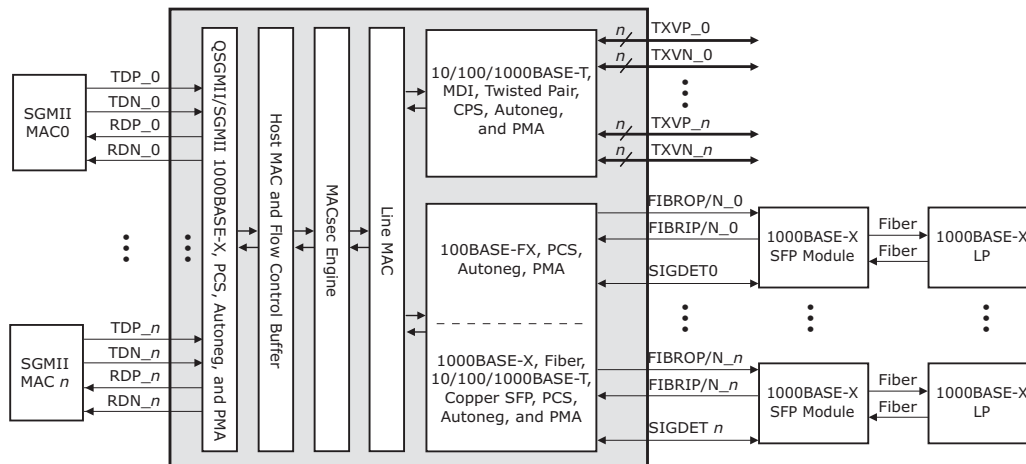 SGMII
MAC0
TDP_0
TDN_0
RDP_0
RDN_0
SGMII
MAC n
TDP_n
TDN_n
RDP_n
RDN_n
QSGMII/SGMII 1000BASE-X, PCS, Autoneg, and PMA
Host MAC and Flow Control Buffer
MACsec Engine
Line MAC
10/100/1000BASE-T,
MDI, Twisted Pair,
CPS, Autoneg,
and PMA
n
TXVP_0
n
TXVN_0
n
TXVP_n
n
TXVN_n
100BASE-FX, PCS,
Autoneg, PMA
1000BASE-X, Fiber,
10/100/1000BASE-T,
Copper SFP, PCS,
Autoneg, and PMA
FIBROP/N_0
FIBRIP/N_0
SIGDET0
1000BASE-X
SFP Module
Fiber
Fiber
1000BASE-X,
LP
FIBROP/N_n
FIBRIP/N_n
SIGDET n
1000BASE-X
SFP Module
Fiber
Fiber
1000BASE-X
LP